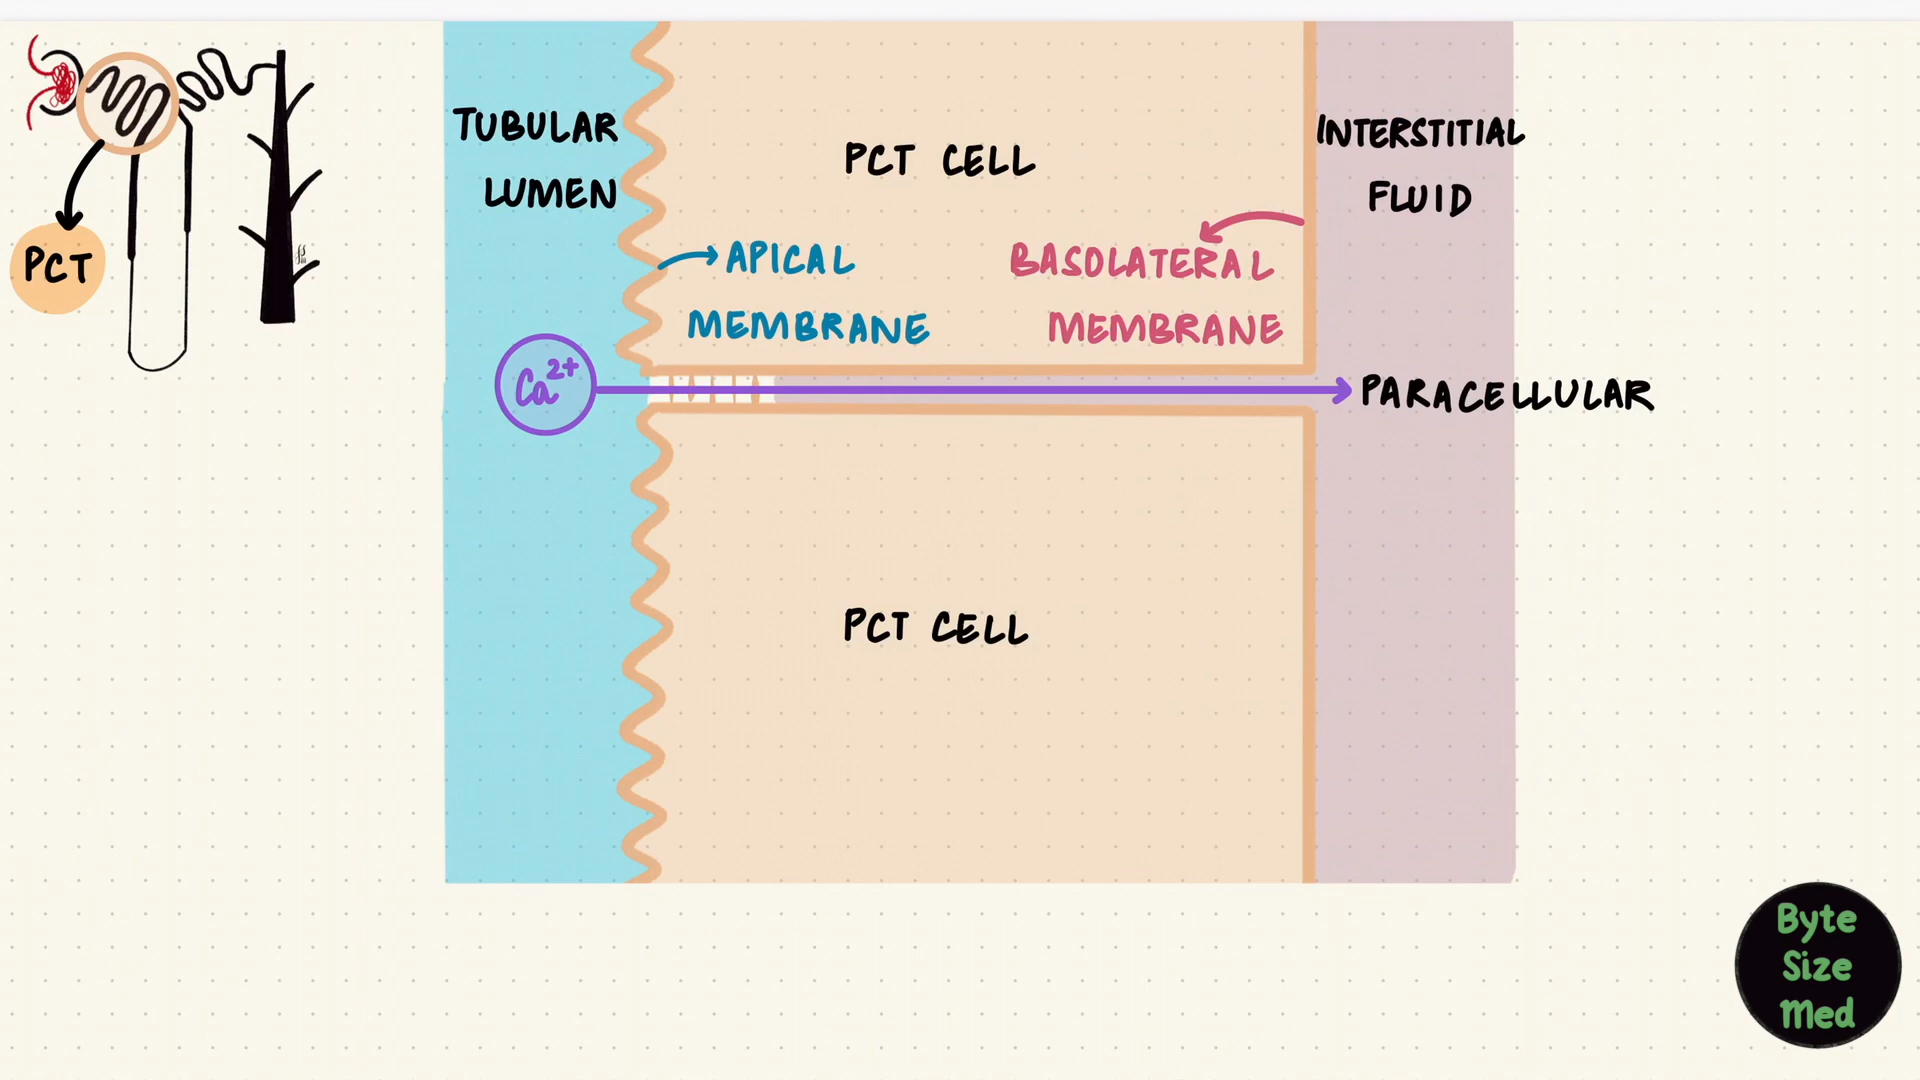 PCT
TUBULAR
LUMEN
PCT CELL
APICAL
MEMBRANE
BASOLATERAL
MEMBRANE
INTERSTITIAL
FLUID
Ca2+
PARACELLULAR
PCT CELL
Byte
Size
Med